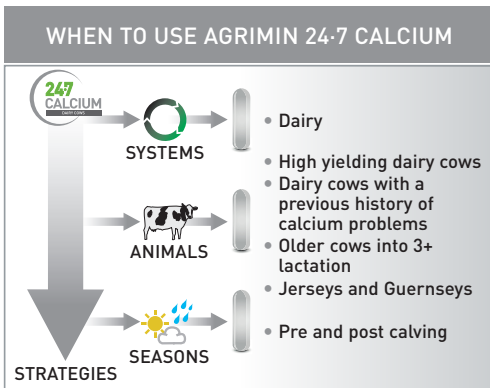 WHEN TO USE AGRIMIN 24·7 CALCIUM
24·7
CALCIUM
DAIRY COWS
SYSTEMS
• Dairy
ANIMALS
• High yielding dairy cows
• Dairy cows with a
previous history of
calcium problems
• Older cows into 3+
lactation
• Jerseys and Guernseys
SEASONS
• Pre and post calving
STRATEGIES